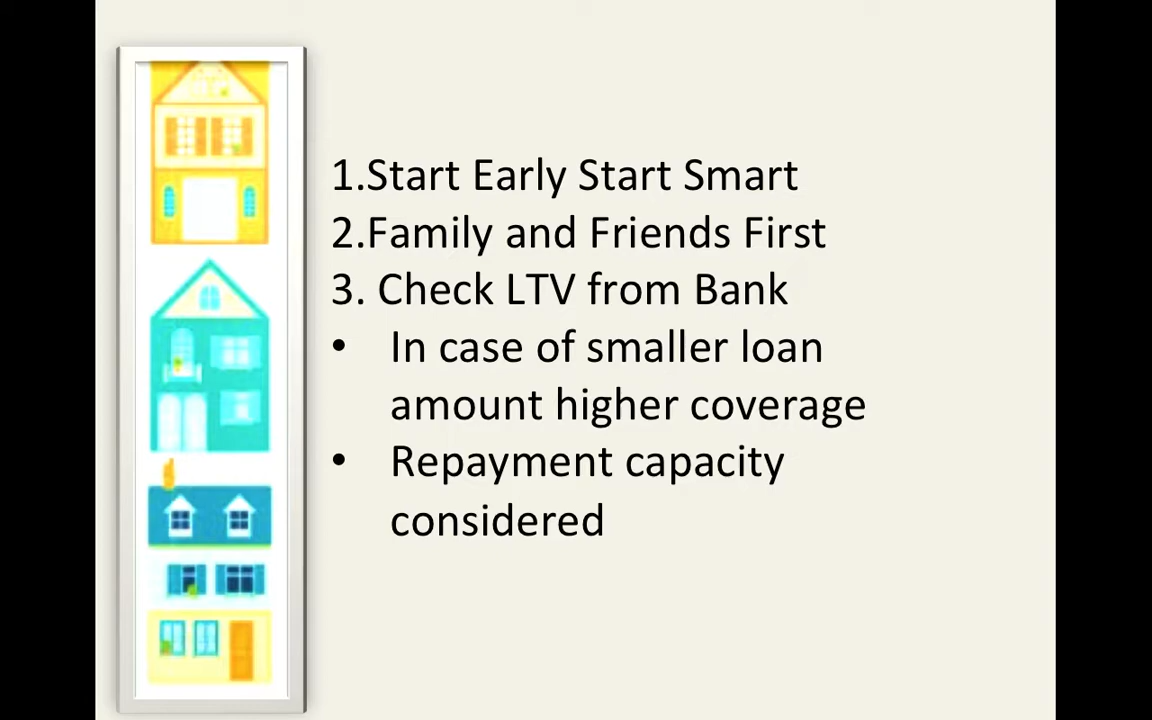 1.Start Early Start Smart
2.Family and Friends First
3. Check LTV from Bank
• In case of smaller loan
amount higher coverage
• Repayment capacity
considered